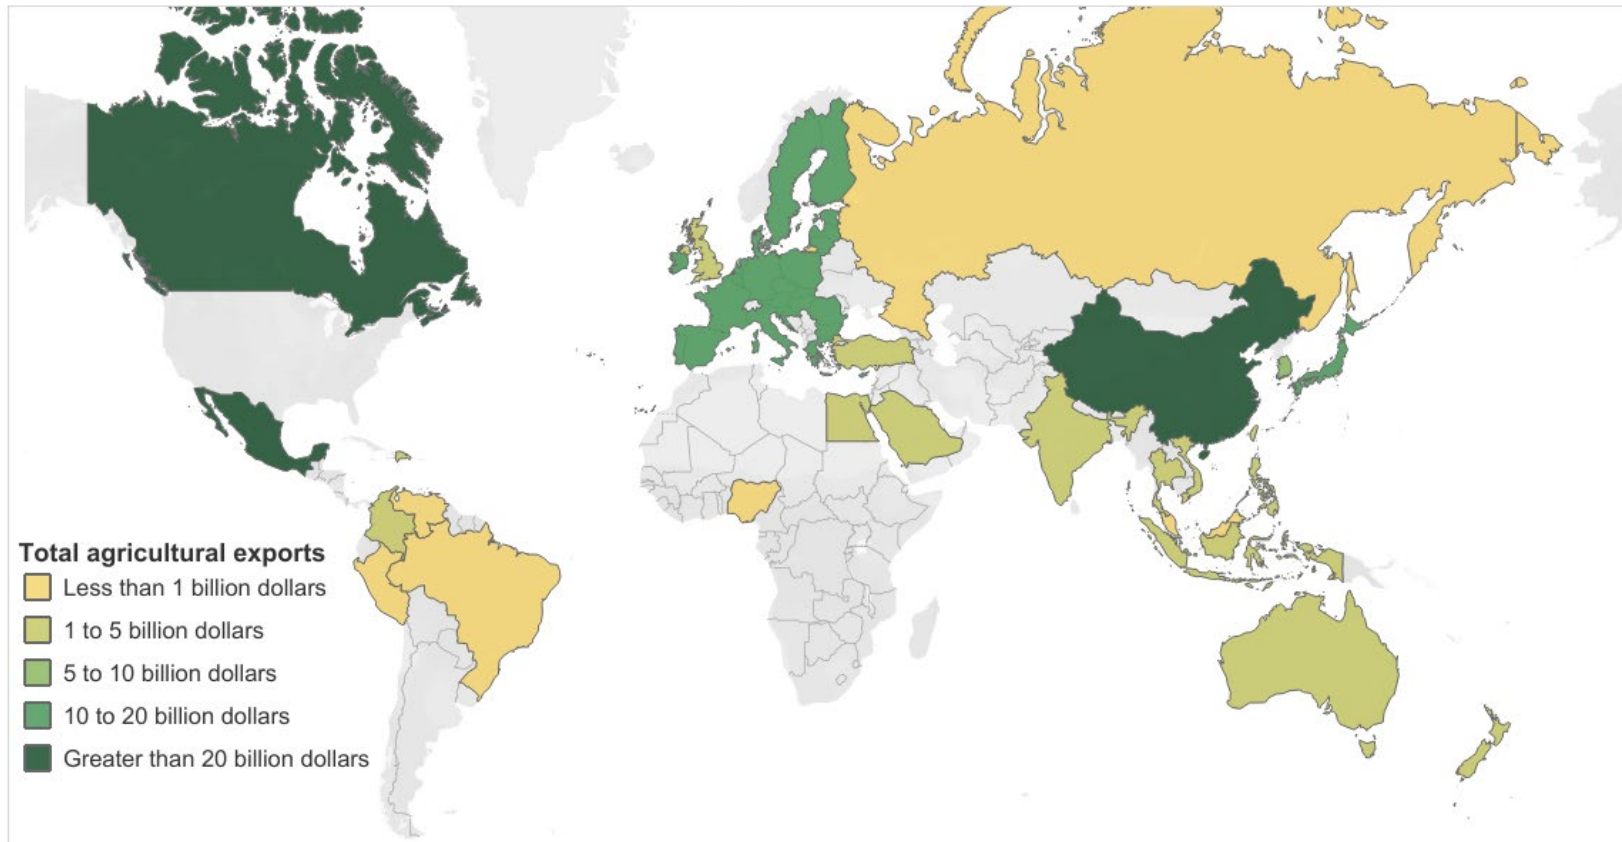 Total agricultural exports
Less than 1 billion dollars
1 to 5 billion dollars
5 to 10 billion dollars
10 to 20 billion dollars
Greater than 20 billion dollars